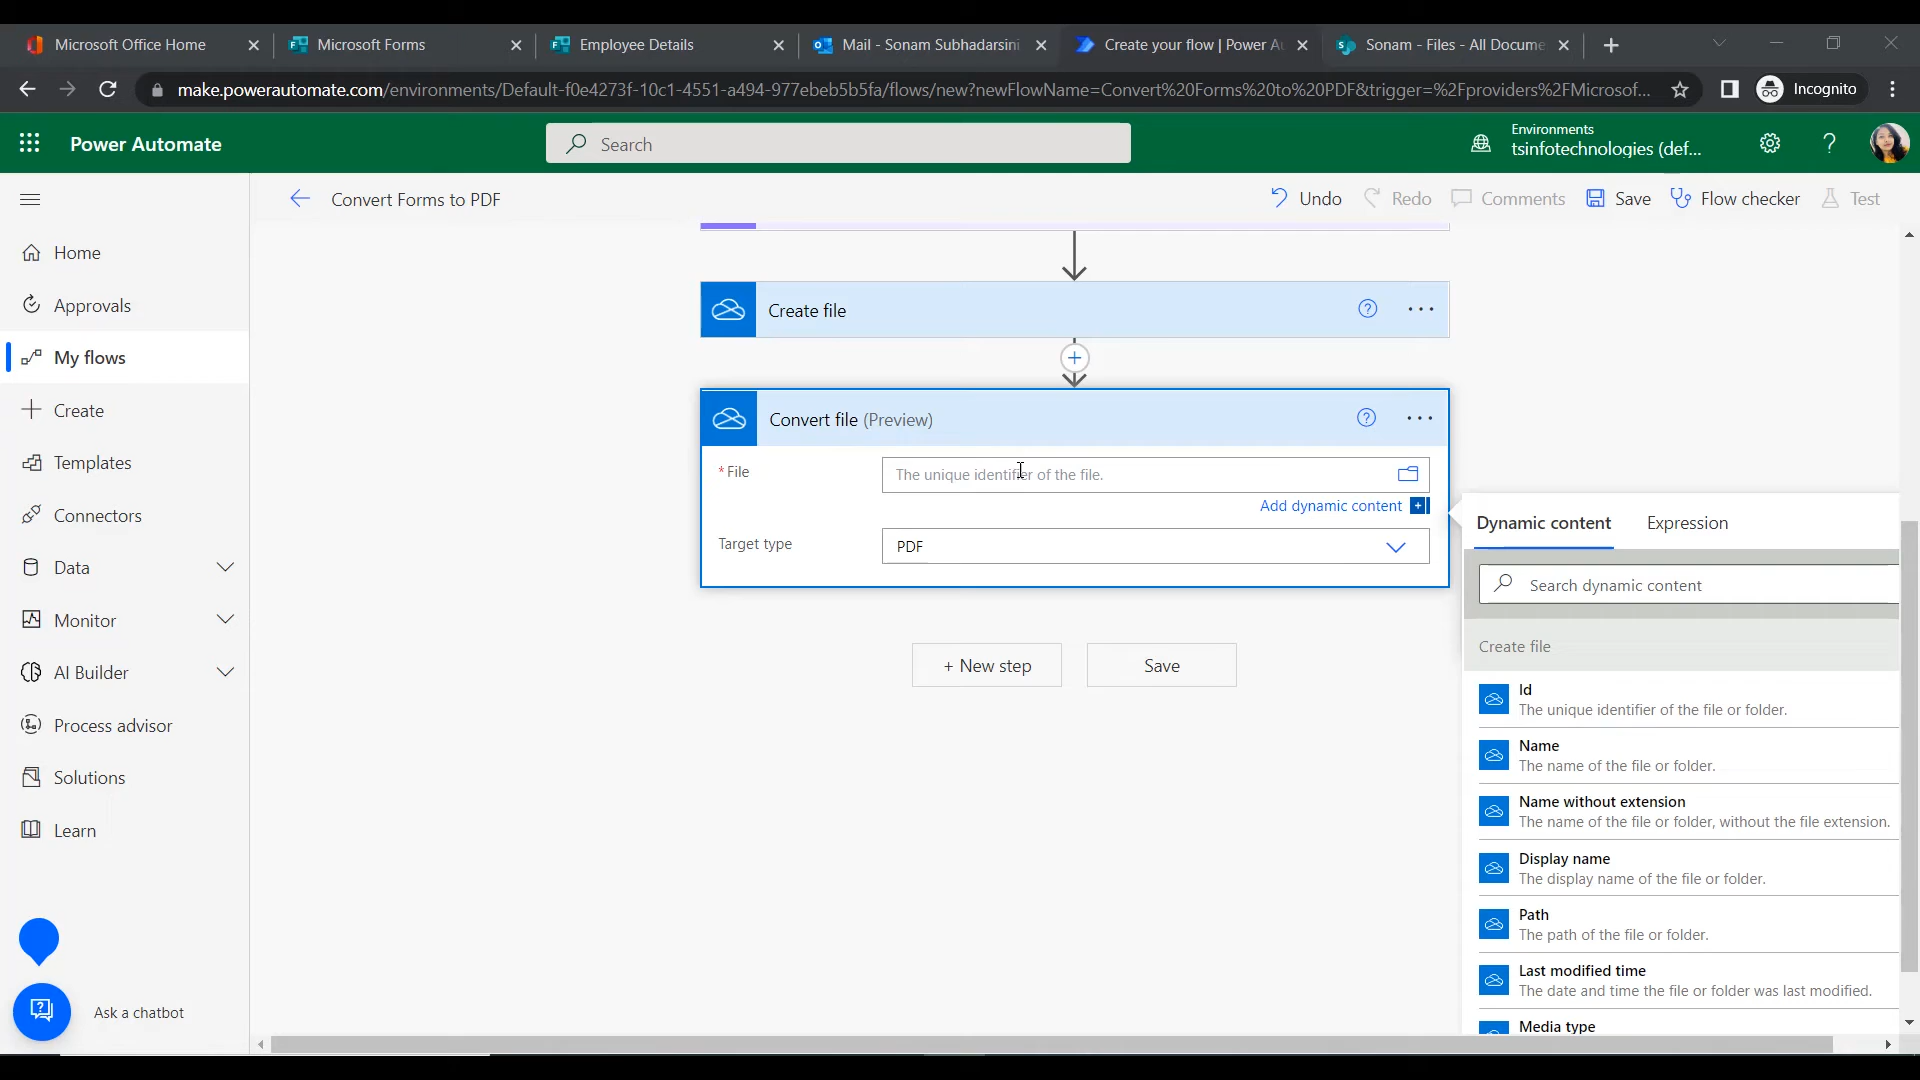 Microsoft Office Home
Microsoft Forms
Employee Details
Mail - Sonam Subhadarsini
Create your flow | Power Au
Sonam - Files - All Docume
make.powerautomate.com/environments/Default-f0e4273f-10c1-4551-a494-977ebeb5b5fa/flows/new?newFlowName=Convert%20Forms%20to%20PDF&trigger=%2Fproviders%2FMicrosof...
Incognito
Power Automate
Search
Environments
tsinfotechnologies (def...
Convert Forms to PDF
Undo
Redo
Comments
Save
Flow checker
Test
Home
Approvals
My flows
Create
Templates
Connectors
Data
Monitor
AI Builder
Process advisor
Solutions
Learn
Ask a chatbot
Create file
Convert file (Preview)
* File
The unique identifier of the file.
Add dynamic content
Target type
PDF
+ New step
Save
Dynamic content
Expression
Search dynamic content
Create file
Id
The unique identifier of the file or folder.
Name
The name of the file or folder.
Name without extension
The name of the file or folder, without the file extension.
Display name
The display name of the file or folder.
Path
The path of the file or folder.
Last modified time
The date and time the file or folder was last modified.
Media type